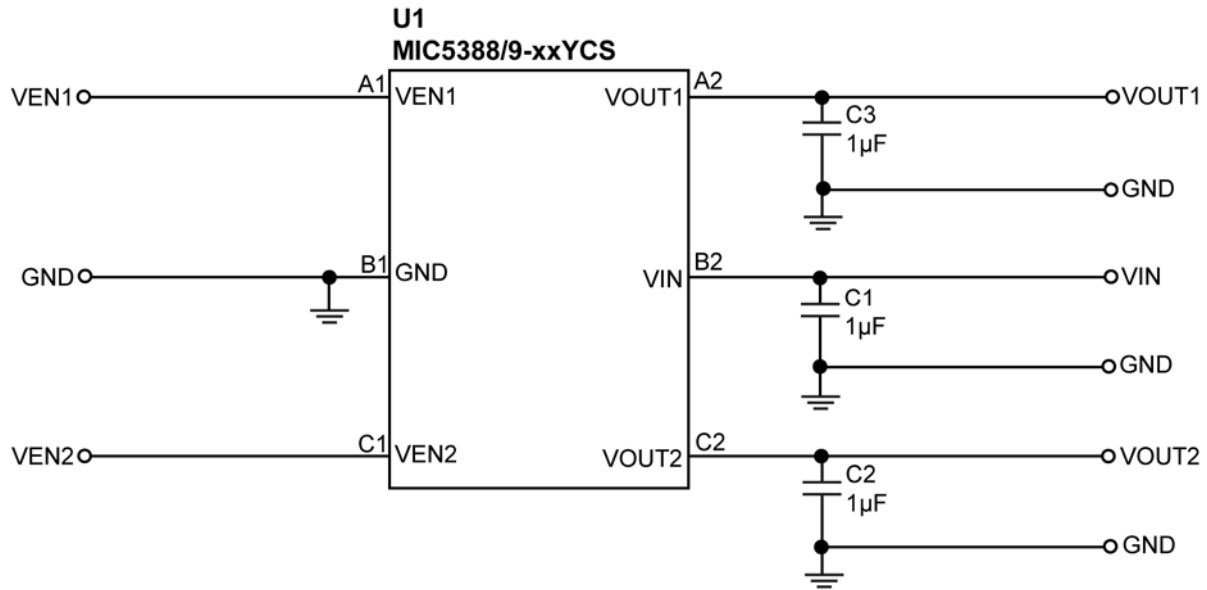 U1
MIC5388/9-xxYCS
VEN1 A1 VEN1 VOUT1 A2 VOUT1
C3
1µF
GND
GND B1 GND VIN B2 VIN
C1
1µF
GND
VEN2 C1 VEN2 VOUT2 C2 VOUT2
C2
1µF
GND